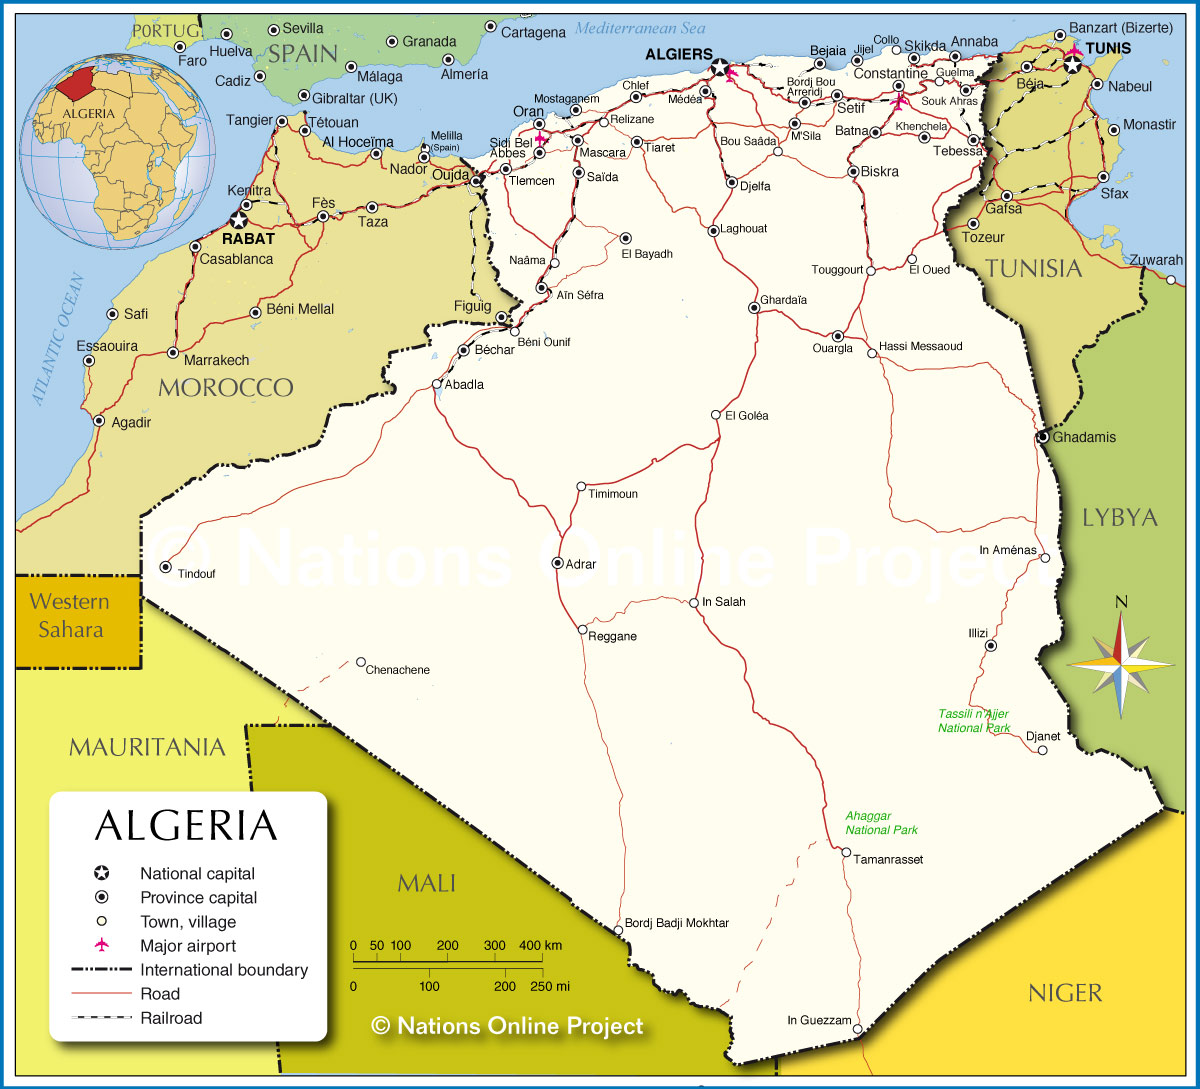 PORTUG.
Faro
Huelva
Sevilla
SPAIN
Cadiz
Granada
Málaga
Almería
Cartagena
Gibraltar (UK)
Mediterranean Sea
ALGERIA
Tangier
Tétouan
Al Hoceïma
Melilla
(Spain)
Nador
Oujda
Kenitra
RABAT
Fès
Taza
Casablanca
Safi
Béni Mellal
Figuig
Essaouira
Marrakech
MOROCCO
Agadir
ATLANTIC OCEAN
ALGIERS
Bejaia
Jijel
Collo
Skikda
Annaba
Constantine
Guelma
Souk Ahras
Bordj Bou
Arreridj
Setif
Chlef
Médéa
Mostaganem
Oran
Relizane
Sidi Bel
Abbes
Mascara
Tiaret
Tlemcen
Saïda
Bou Saâda
M'Sila
Batna
Khenchela
Tebessa
Biskra
Djelfa
Laghouat
Naâma
El Bayadh
Aïn Séfra
Touggourt
El Oued
Ghardaïa
Béni Ounif
Béchar
Abadla
Ouargla
Hassi Messaoud
El Goléa
Timimoun
Adrar
Tindouf
In Salah
Reggane
Chenachene
In Aménas
Illizi
Tassili n'Ajjer
National Park
Djanet
Ahaggar
National Park
Tamanrasset
Bordj Badji Mokhtar
In Guezzam
Banzart (Bizerte)
TUNIS
Béja
Nabeul
Monastir
Sfax
Gafsa
Tozeur
TUNISIA
Zuwarah
Ghadamis
LYBYA
N
Western
Sahara
MAURITANIA
MALI
NIGER
© Nations Online Project
ALGERIA
National capital
Province capital
Town, village
Major airport
International boundary
Road
Railroad
0 50 100 200 300 400 km
0 100 200 250 mi
© Nations Online Project